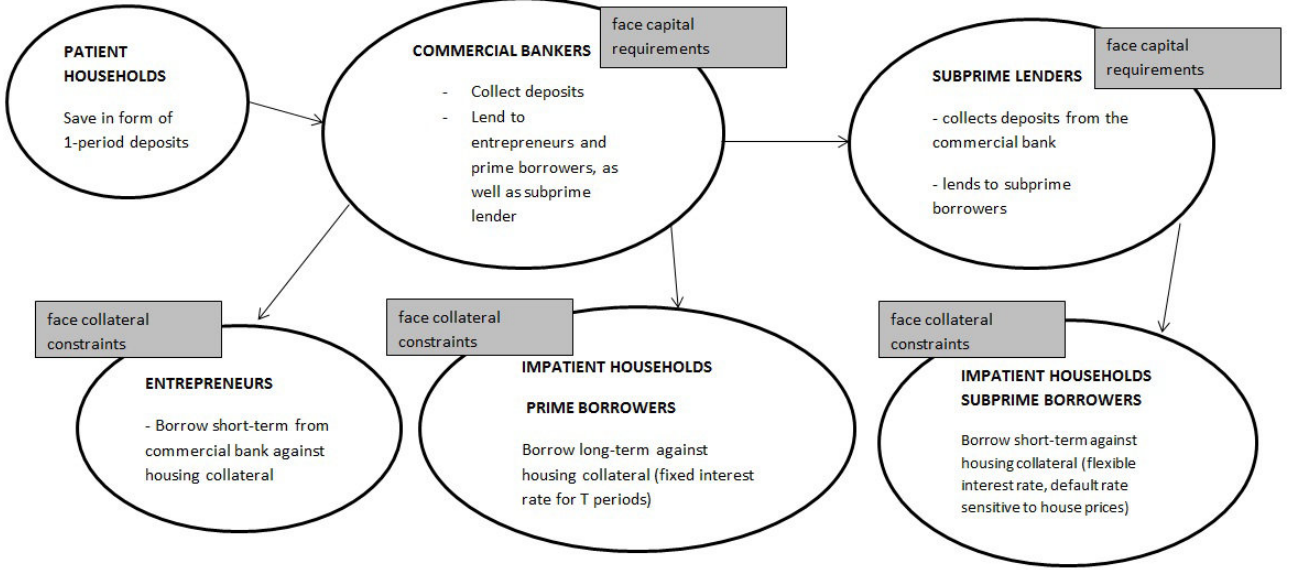 PATIENT
HOUSEHOLDS
Save in form of
1-period deposits
face capital
requirements
COMMERCIAL BANKERS
- Collect deposits
- Lend to
entrepreneurs and
prime borrowers, as
well as subprime
lender
face capital
requirements
SUBPRIME LENDERS
- collects deposits from the
commercial bank
- lends to subprime
borrowers
face collateral
constraints
ENTREPRENEURS
- Borrow short-term from
commercial bank against
housing collateral
face collateral
constraints
IMPATIENT HOUSEHOLDS
PRIME BORROWERS
Borrow long-term against
housing collateral (fixed interest
rate for T periods)
face collateral
constraints
IMPATIENT HOUSEHOLDS
SUBPRIME BORROWERS
Borrow short-term against
housing collateral (flexible
interest rate, default rate
sensitive to house prices)